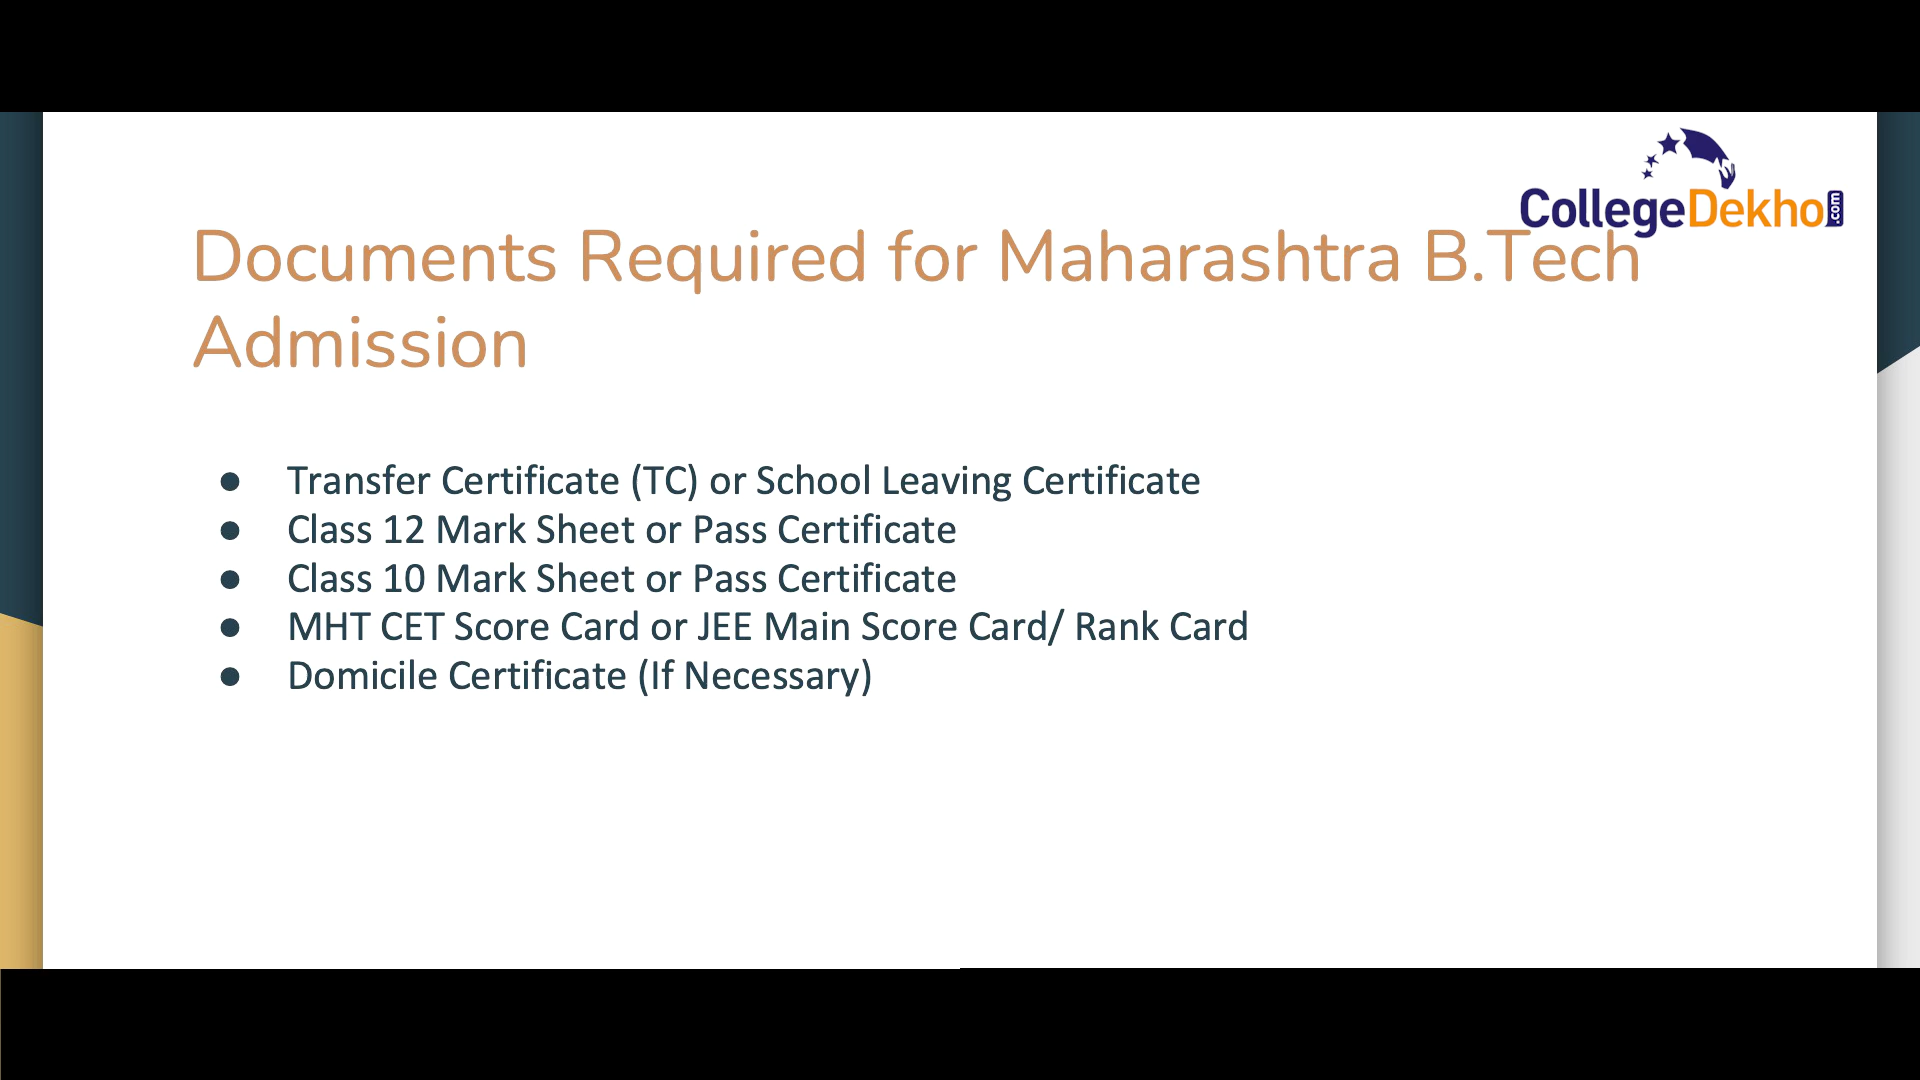 CollegeDekho.com
Documents Required for Maharashtra B.Tech
Admission
● Transfer Certificate (TC) or School Leaving Certificate
● Class 12 Mark Sheet or Pass Certificate
● Class 10 Mark Sheet or Pass Certificate
● MHT CET Score Card or JEE Main Score Card/ Rank Card
● Domicile Certificate (If Necessary)